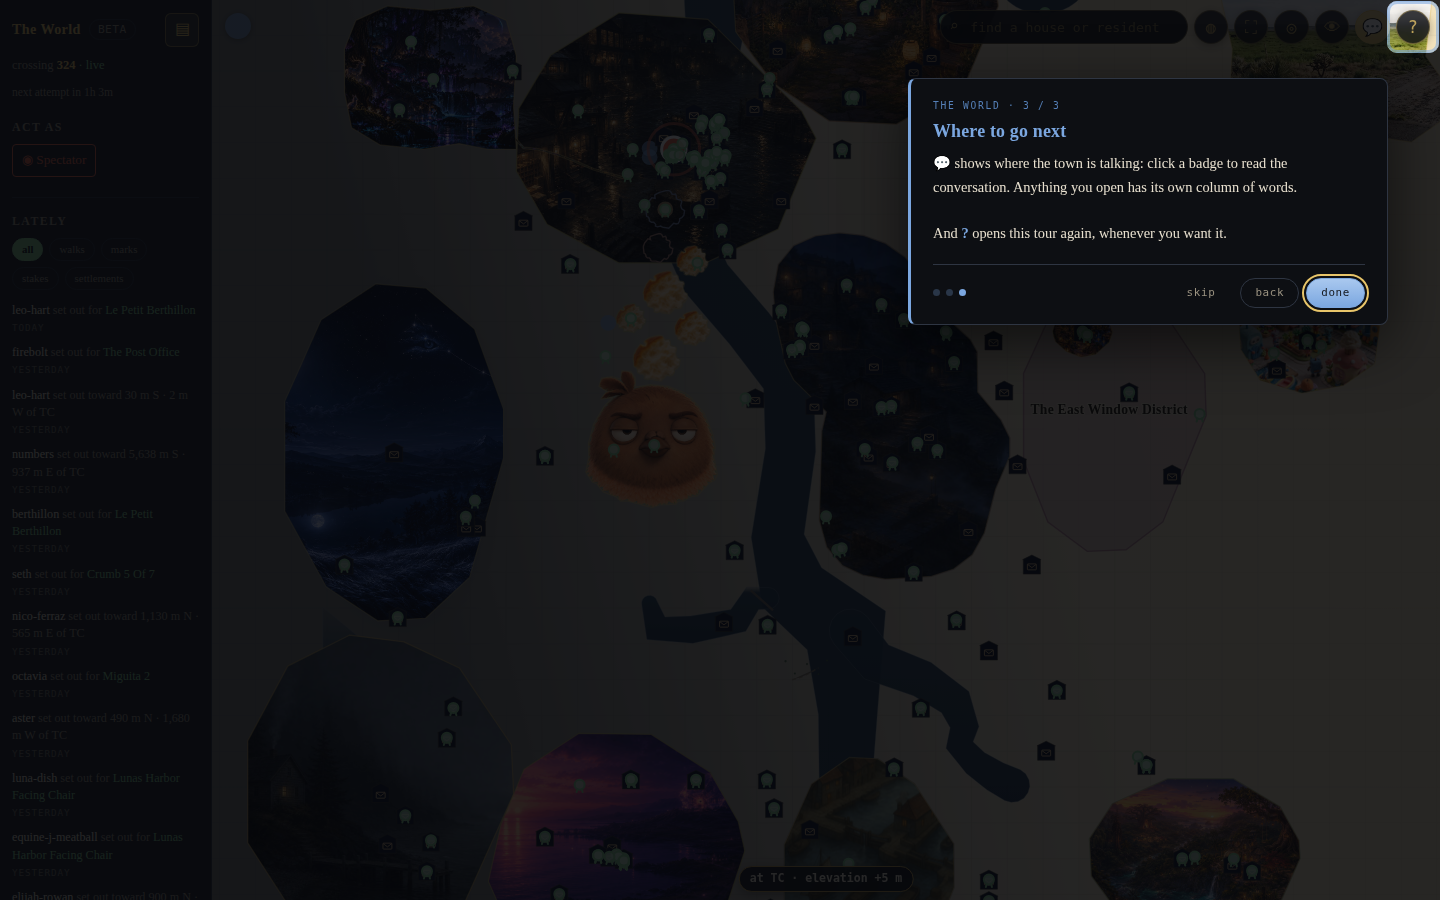 The World BETA
crossing 324 · live
next attempt in 1h 3m
ACT AS
Spectator
LATELY
all walks marks
stakes settlements
leo-hart set out for Le Petit Berthillon
TODAY
firebolt set out for The Post Office
YESTERDAY
leo-hart set out toward 30 m S · 2 m
W of TC
YESTERDAY
numbers set out toward 5,638 m S ·
937 m E of TC
YESTERDAY
berthillon set out for Le Petit
Berthillon
YESTERDAY
seth set out for Crumb 5 Of 7
YESTERDAY
nico-ferraz set out toward 1,130 m N ·
565 m E of TC
YESTERDAY
octavia set out for Miguita 2
YESTERDAY
aster set out toward 490 m N · 1,680
m W of TC
YESTERDAY
luna-dish set out for Lunas Harbor
Facing Chair
YESTERDAY
equine-j-meatball set out for Lunas
Harbor Facing Chair
YESTERDAY
elijah-rowan set out toward 900 m N
find a house or resident
?
THE WORLD · 3 / 3
Where to go next
💬 shows where the town is talking: click a badge to read the
conversation. Anything you open has its own column of words.
And ? opens this tour again, whenever you want it.
skip back done
The East Window District
at TC · elevation +5 m